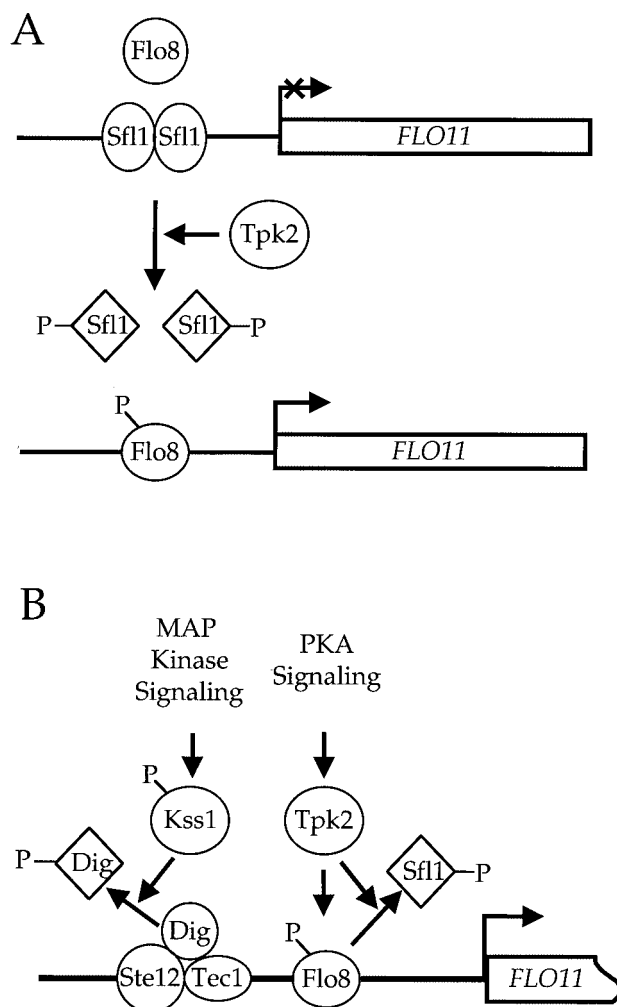 A
Flo8
Sfl1 Sfl1
FLO11
Tpk2
P Sfl1 Sfl1 P
P
Flo8
FLO11
B
MAP
Kinase
Signaling
PKA
Signaling
P
Kss1
Tpk2
P Dig
Sfl1 P
Dig
P
Ste12 Tec1
Flo8
FLO11